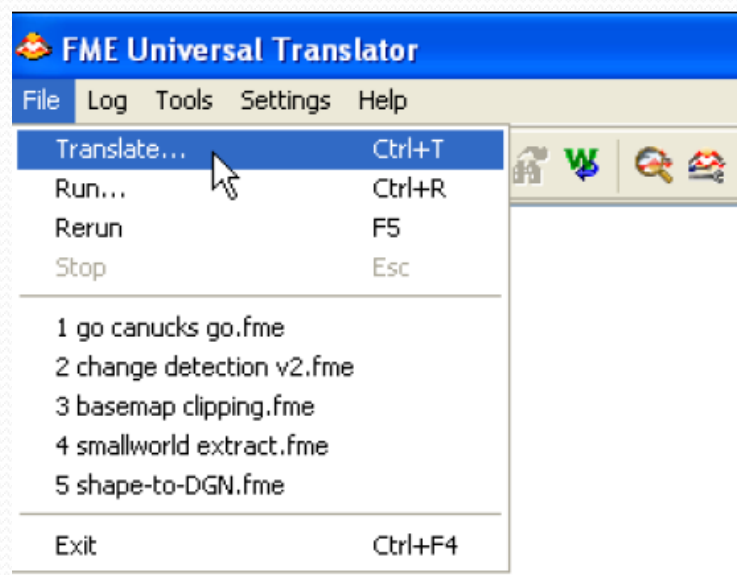 FME Universal Translator
File Log Tools Settings Help
Translate... Ctrl+T
Run... Ctrl+R
Rerun F5
Stop Esc
1 go canucks go.fme
2 change detection v2.fme
3 basemap clipping.fme
4 smallworld extract.fme
5 shape-to-DGN.fme
Exit Ctrl+F4